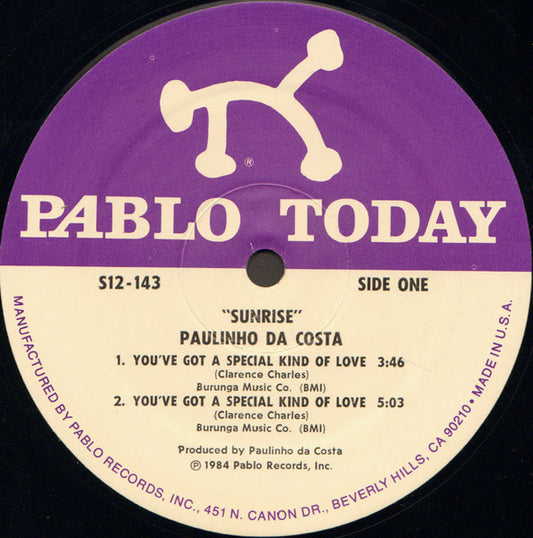 ®
PABLO TODAY
S12-143
SIDE ONE
"SUNRISE"
PAULINHO DA COSTA
1. YOU'VE GOT A SPECIAL KIND OF LOVE 3:46
(Clarence Charles)
Burunga Music Co. (BMI)
2. YOU'VE GOT A SPECIAL KIND OF LOVE 5:03
(Clarence Charles)
Burunga Music Co. (BMI)
Produced by Paulinho da Costa
℗ 1984 Pablo Records, Inc.
MANUFACTURED BY PABLO RECORDS, INC., 451 N. CANON DR., BEVERLY HILLS, CA 90210 • MADE IN U.S.A.